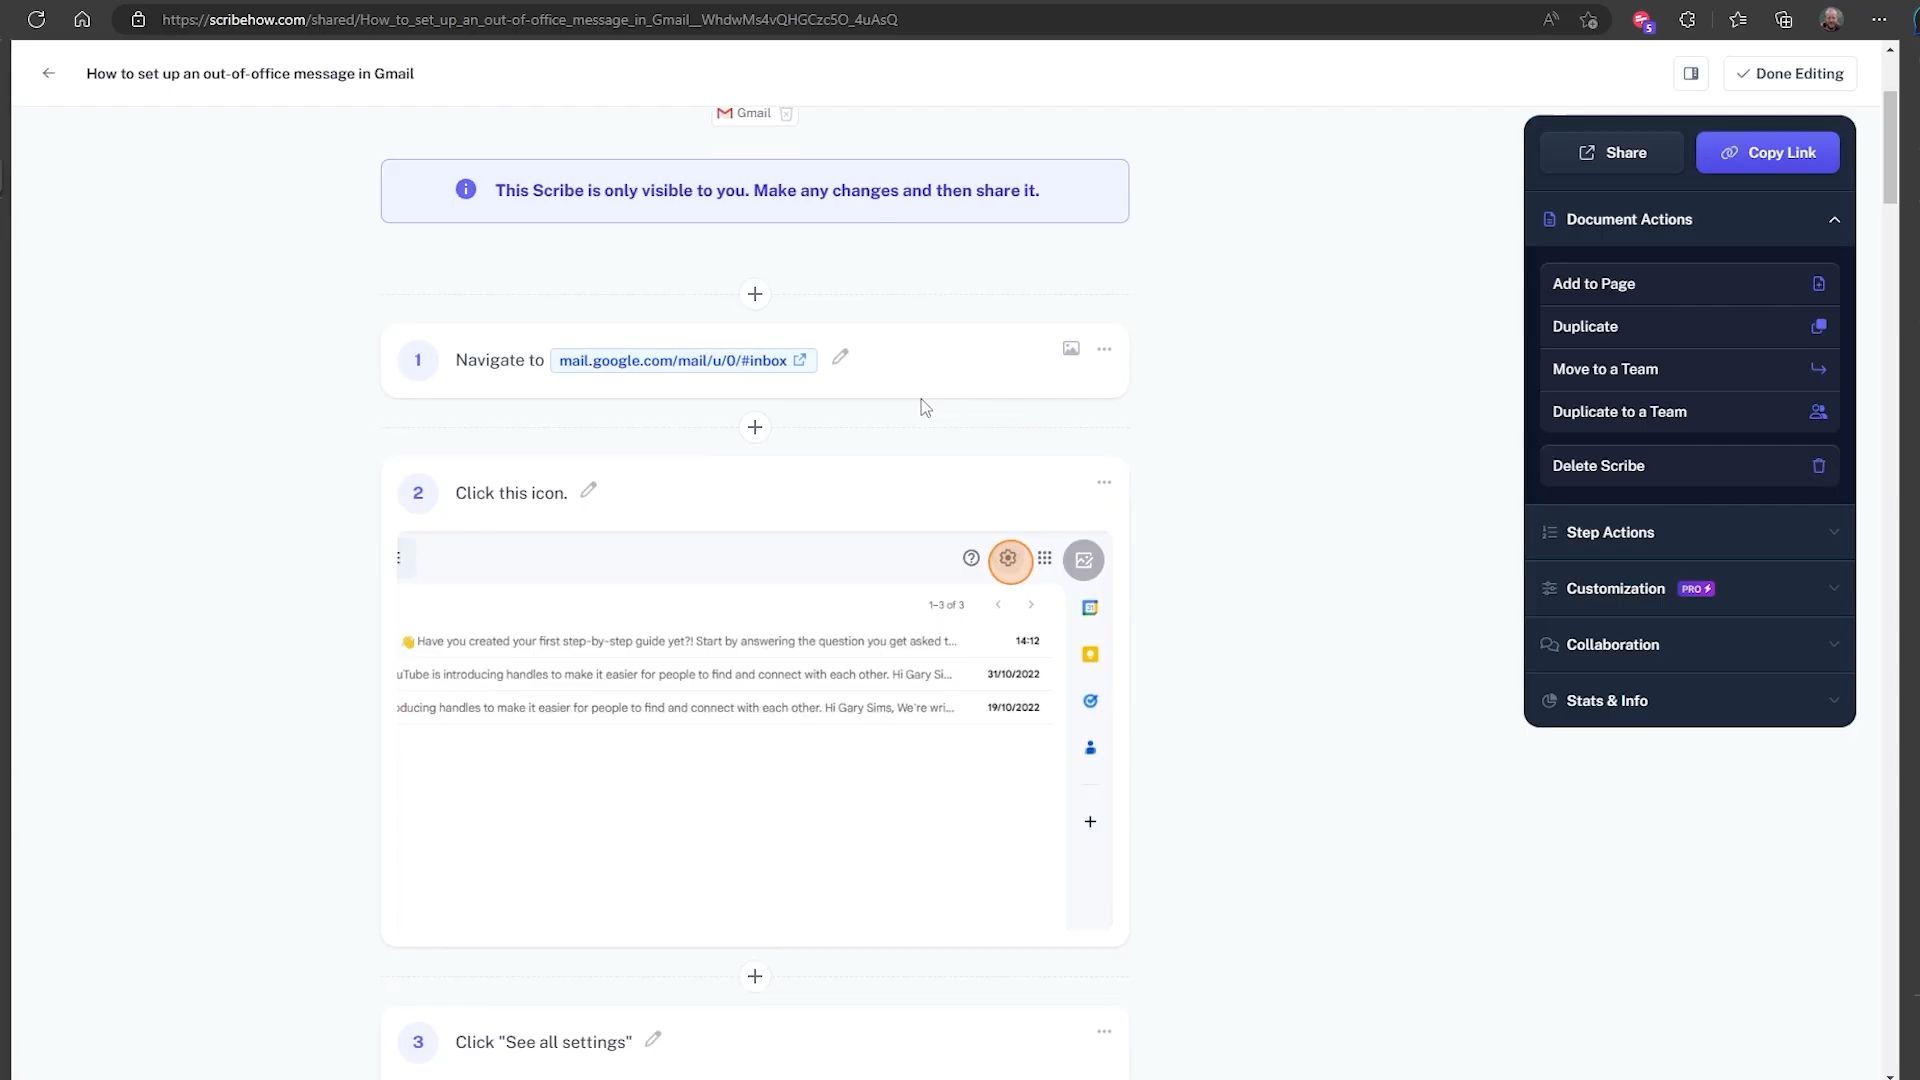 https://scribehow.com/shared/How_to_set_up_an_out-of-office_message_in_Gmail__WhdwMs4vQHGCzc5O_4uAsQ
5
How to set up an out-of-office message in Gmail
Done Editing
Gmail
This Scribe is only visible to you. Make any changes and then share it.
1
Navigate to mail.google.com/mail/u/0/#inbox
2
Click this icon.
1–3 of 3
👋 Have you created your first step-by-step guide yet?! Start by answering the question you get asked t... 14:12
uTube is introducing handles to make it easier for people to find and connect with each other. Hi Gary Si... 31/10/2022
oducing handles to make it easier for people to find and connect with each other. Hi Gary Sims, We're wri... 19/10/2022
31
3
Click "See all settings"
Share
Copy Link
Document Actions
Add to Page
Duplicate
Move to a Team
Duplicate to a Team
Delete Scribe
Step Actions
Customization PRO
Collaboration
Stats & Info